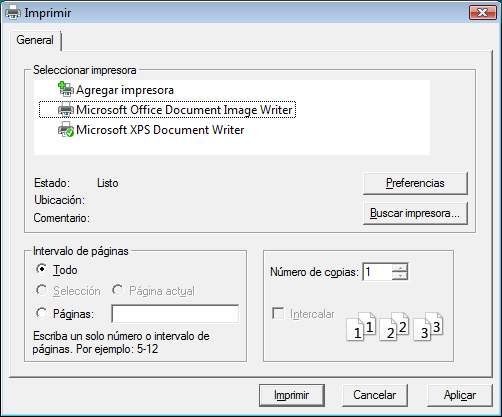 Imprimir
General
Seleccionar impresora
Agregar impresora
Microsoft Office Document Image Writer
Microsoft XPS Document Writer
Estado: Listo
Preferencias
Ubicación:
Comentario:
Buscar impresora...
Intervalo de páginas
Todo
Selección Página actual
Páginas:
Escriba un solo número o intervalo de
páginas. Por ejemplo: 5-12
Número de copias: 1
Intercalar
1 1 2 2 3 3
Imprimir Cancelar Aplicar